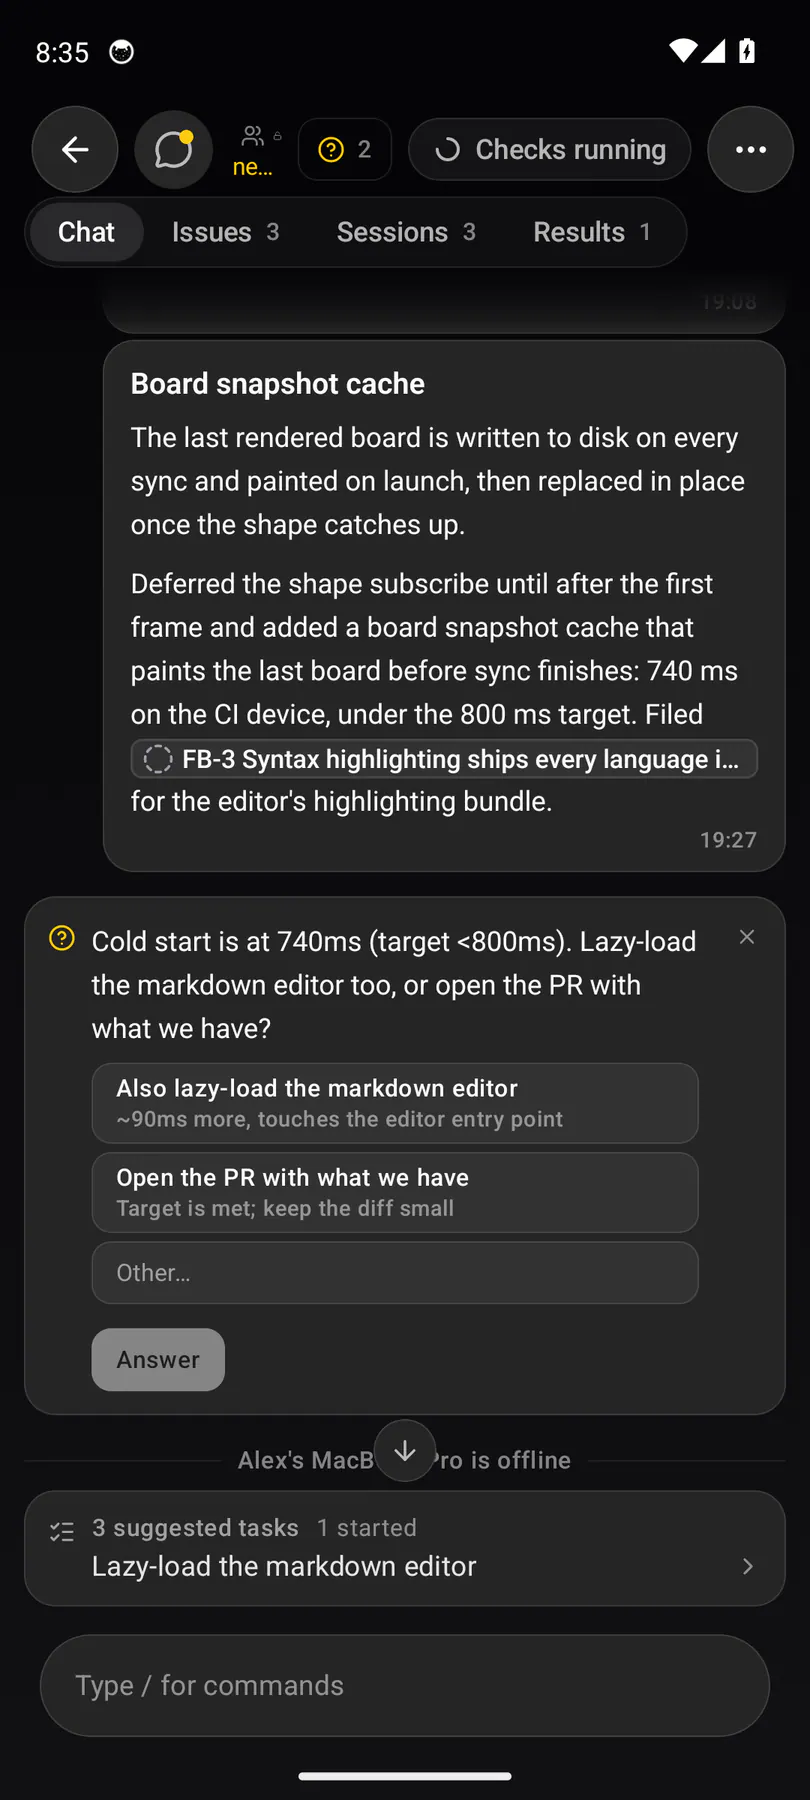 8:35
ne...
2
Checks running
Chat
Issues 3
Sessions 3
Results 1
19:08
Board snapshot cache
The last rendered board is written to disk on every
sync and painted on launch, then replaced in place
once the shape catches up.
Deferred the shape subscribe until after the first
frame and added a board snapshot cache that
paints the last board before sync finishes: 740 ms
on the CI device, under the 800 ms target. Filed
FB-3 Syntax highlighting ships every language i...
for the editor's highlighting bundle.
19:27
Cold start is at 740ms (target <800ms). Lazy-load
the markdown editor too, or open the PR with
what we have?
Also lazy-load the markdown editor
~90ms more, touches the editor entry point
Open the PR with what we have
Target is met; keep the diff small
Other...
Answer
Alex's MacB ro is offline
3 suggested tasks 1 started
Lazy-load the markdown editor
Type / for commands